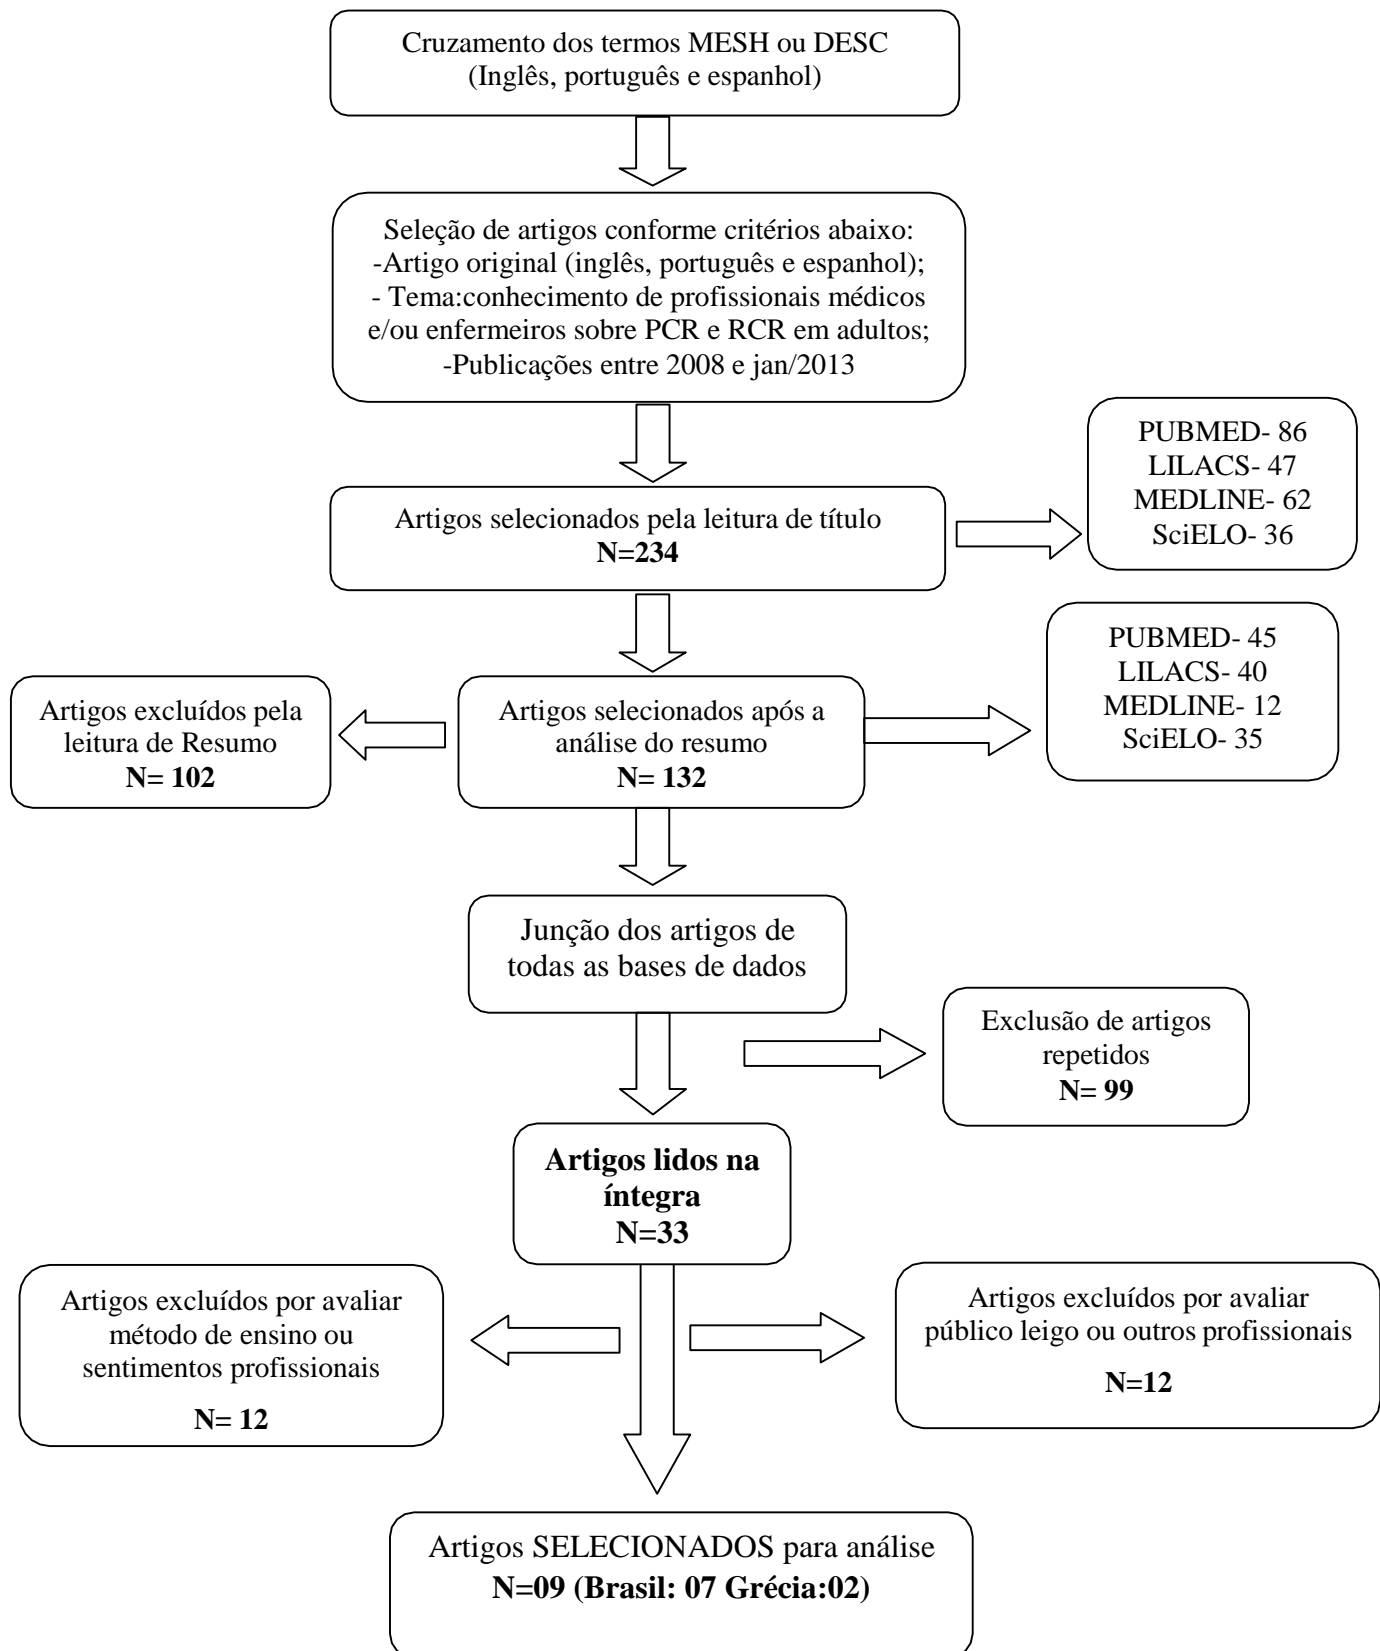 Cruzamento dos termos MESH ou DESC
(Inglês, português e espanhol)
Seleção de artigos conforme critérios abaixo:
-Artigo original (inglês, português e espanhol);
- Tema:conhecimento de profissionais médicos
e/ou enfermeiros sobre PCR e RCR em adultos;
-Publicações entre 2008 e jan/2013
Artigos selecionados pela leitura de título
N=234
PUBMED- 86
LILACS- 47
MEDLINE- 62
SciELO- 36
Artigos excluídos pela
leitura de Resumo
N= 102
Artigos selecionados após a
análise do resumo
N= 132
PUBMED- 45
LILACS- 40
MEDLINE- 12
SciELO- 35
Junção dos artigos de
todas as bases de dados
Exclusão de artigos
repetidos
N= 99
Artigos lidos na
íntegra
N=33
Artigos excluídos por avaliar
método de ensino ou
sentimentos profissionais
N= 12
Artigos excluídos por avaliar
público leigo ou outros profissionais
N=12
Artigos SELECIONADOS para análise
N=09 (Brasil: 07 Grécia:02)